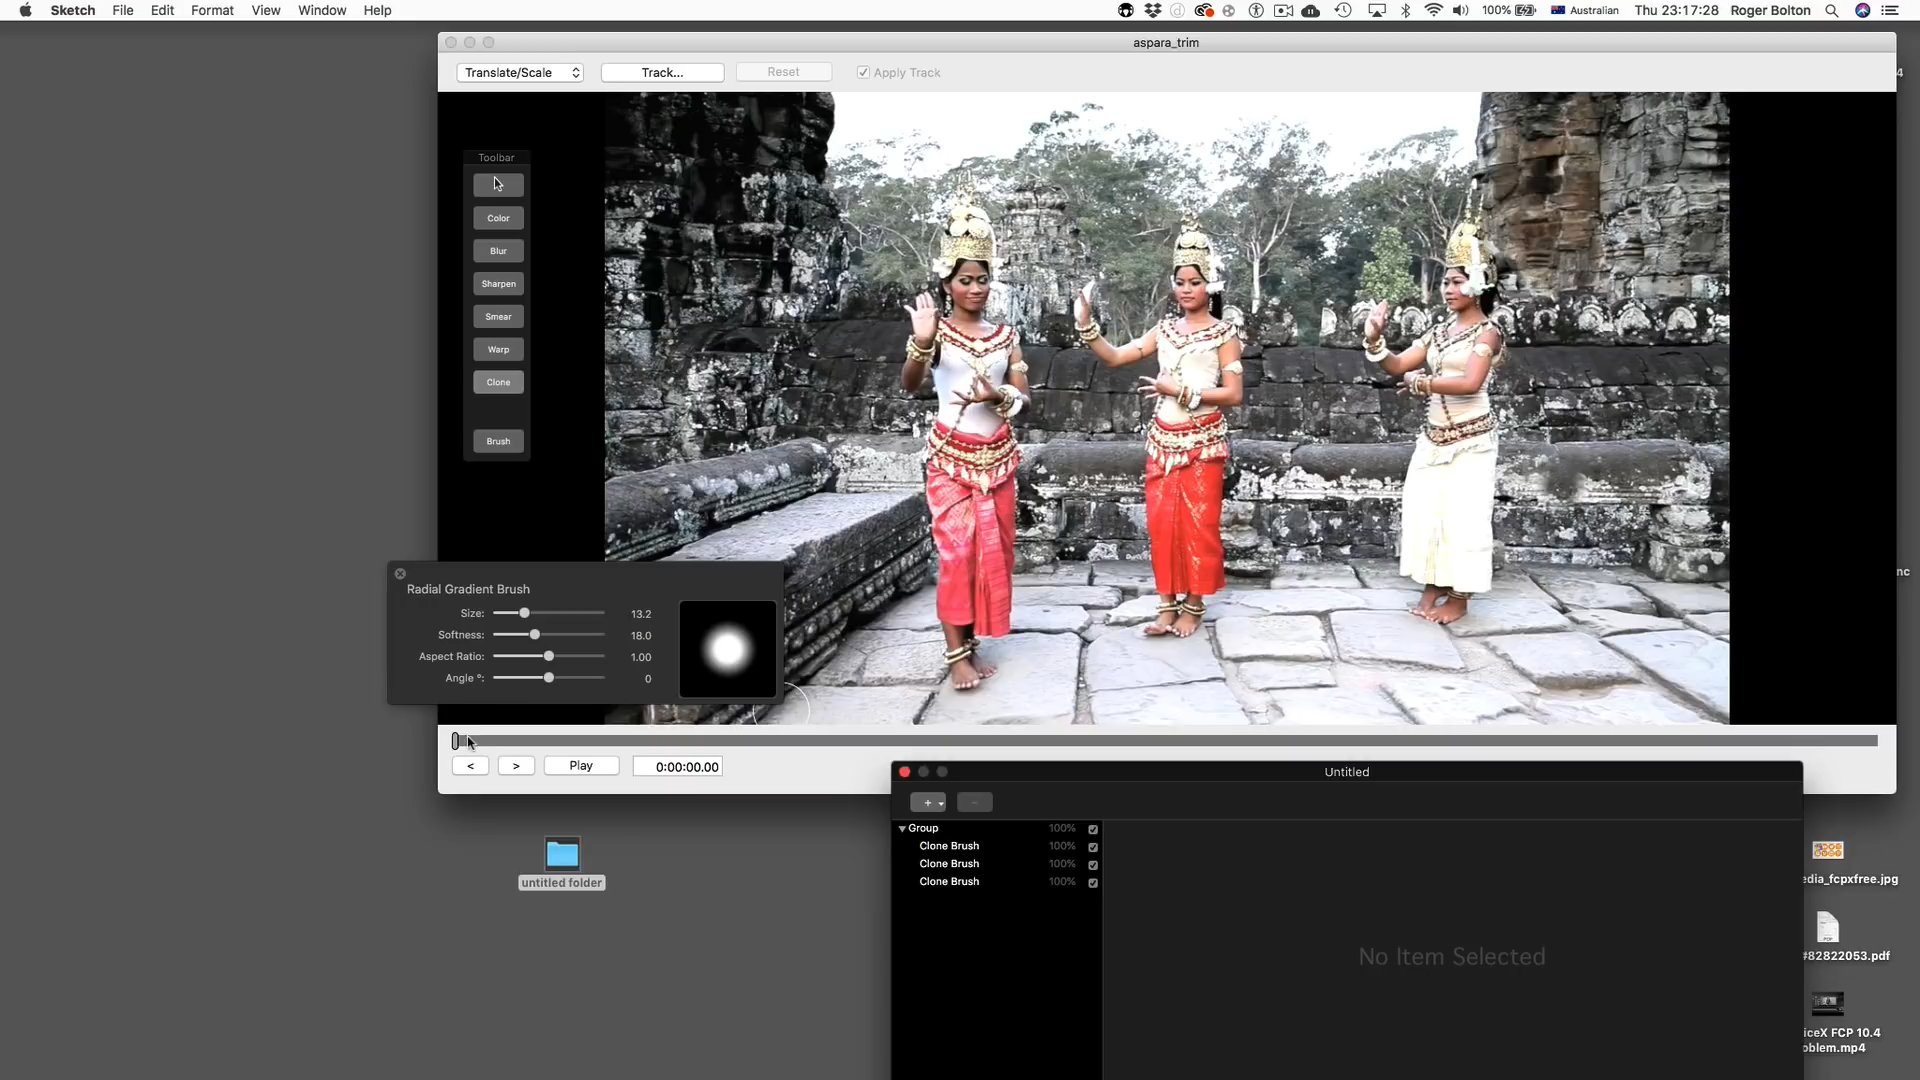 Sketch File Edit Format View Window Help
100% Australian Thu 23:17:28 Roger Bolton
aspara_trim
Translate/Scale Track... Reset Apply Track
4
Toolbar
Color
Blur
Sharpen
Smear
Warp
Clone
Brush
Radial Gradient Brush
Size: 13.2
Softness: 18.0
Aspect Ratio: 1.00
Angle °: 0
nc
< > Play 0:00:00.00
Untitled
+ -
Group 100%
Clone Brush 100%
Clone Brush 100%
Clone Brush 100%
No Item Selected
untitled folder
edia_fcpxfree.jpg
PDF
#82822053.pdf
iceX FCP 10.4
oblem.mp4